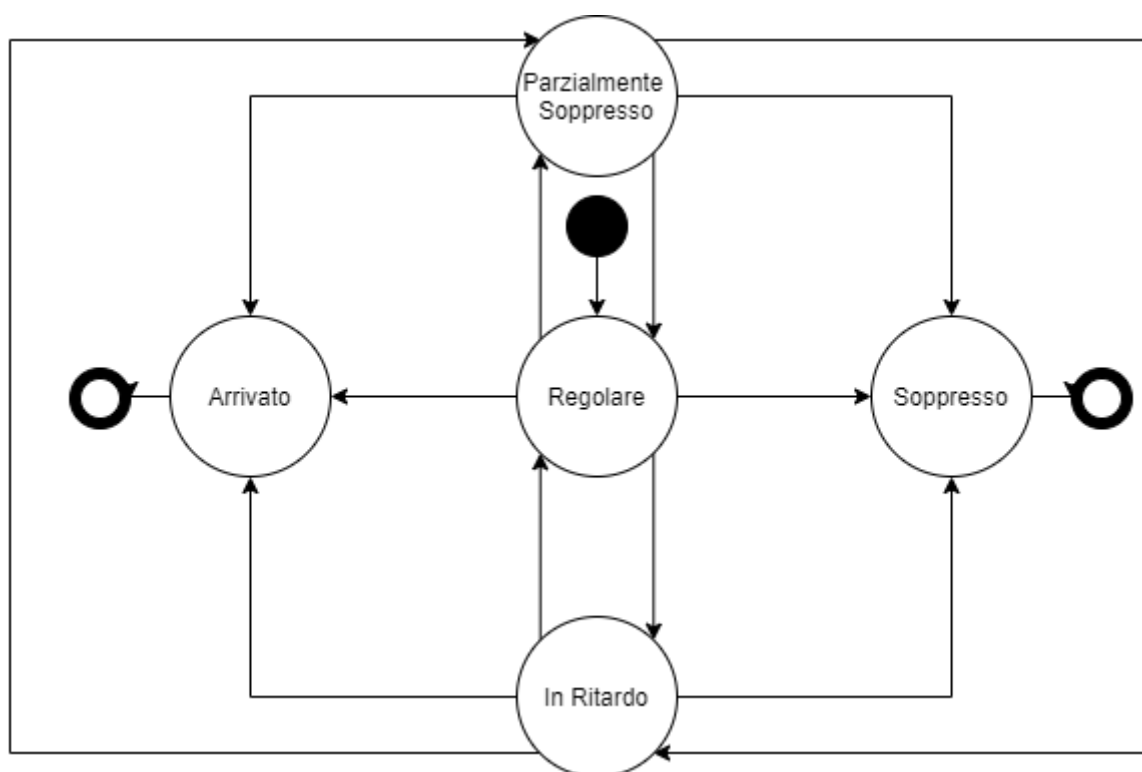 Parzialmente
Soppresso
Arrivato
Regolare
Soppresso
In Ritardo